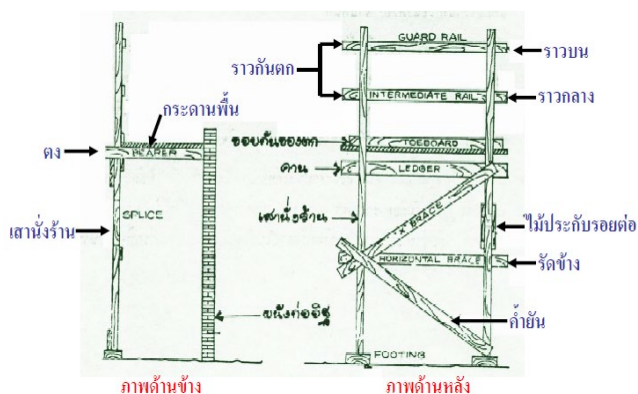 กระดานพื้น
ตง
BEARER
เสานั่งร้าน
SPLICE
ผนังก่ออิฐ
ภาพด้านข้าง
GUARD RAIL
ราวบน
ราวกันตก
INTERMEDIATE RAIL
ราวกลาง
ขอบกันของตก
TOEBOARD
คาน
LEDGER
เสานั่งร้าน
"X" BRACE
ไม้ประกับรอยต่อ
HORIZONTAL BRACE
รัดข้าง
ค้ำยัน
FOOTING
ภาพด้านหลัง